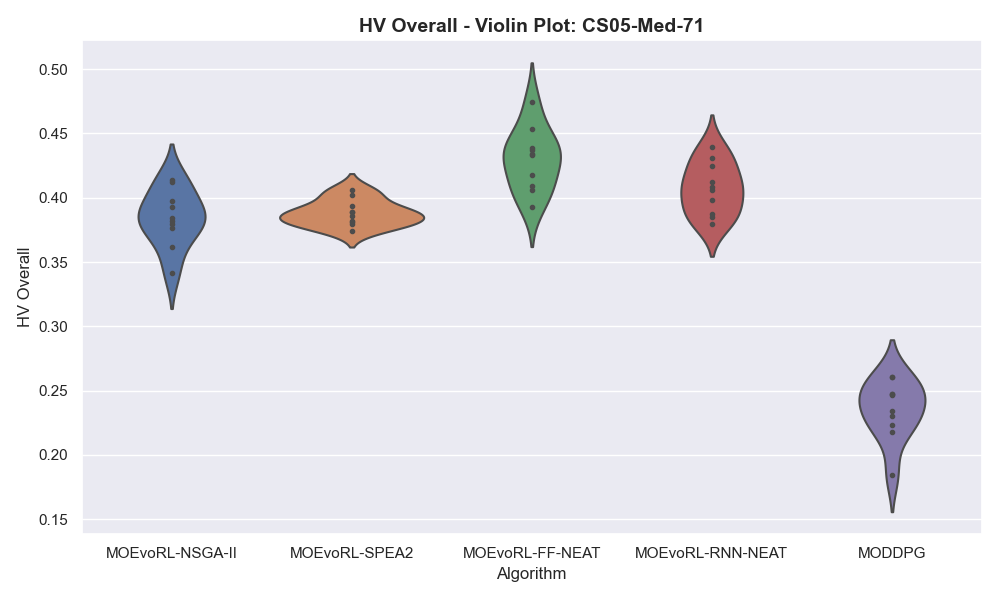 HV Overall - Violin Plot: CS05-Med-71
HV Overall
0.50
0.45
0.40
0.35
0.30
0.25
0.20
0.15
MOEvoRL-NSGA-II MOEvoRL-SPEA2 MOEvoRL-FF-NEAT MOEvoRL-RNN-NEAT MODDPG
Algorithm